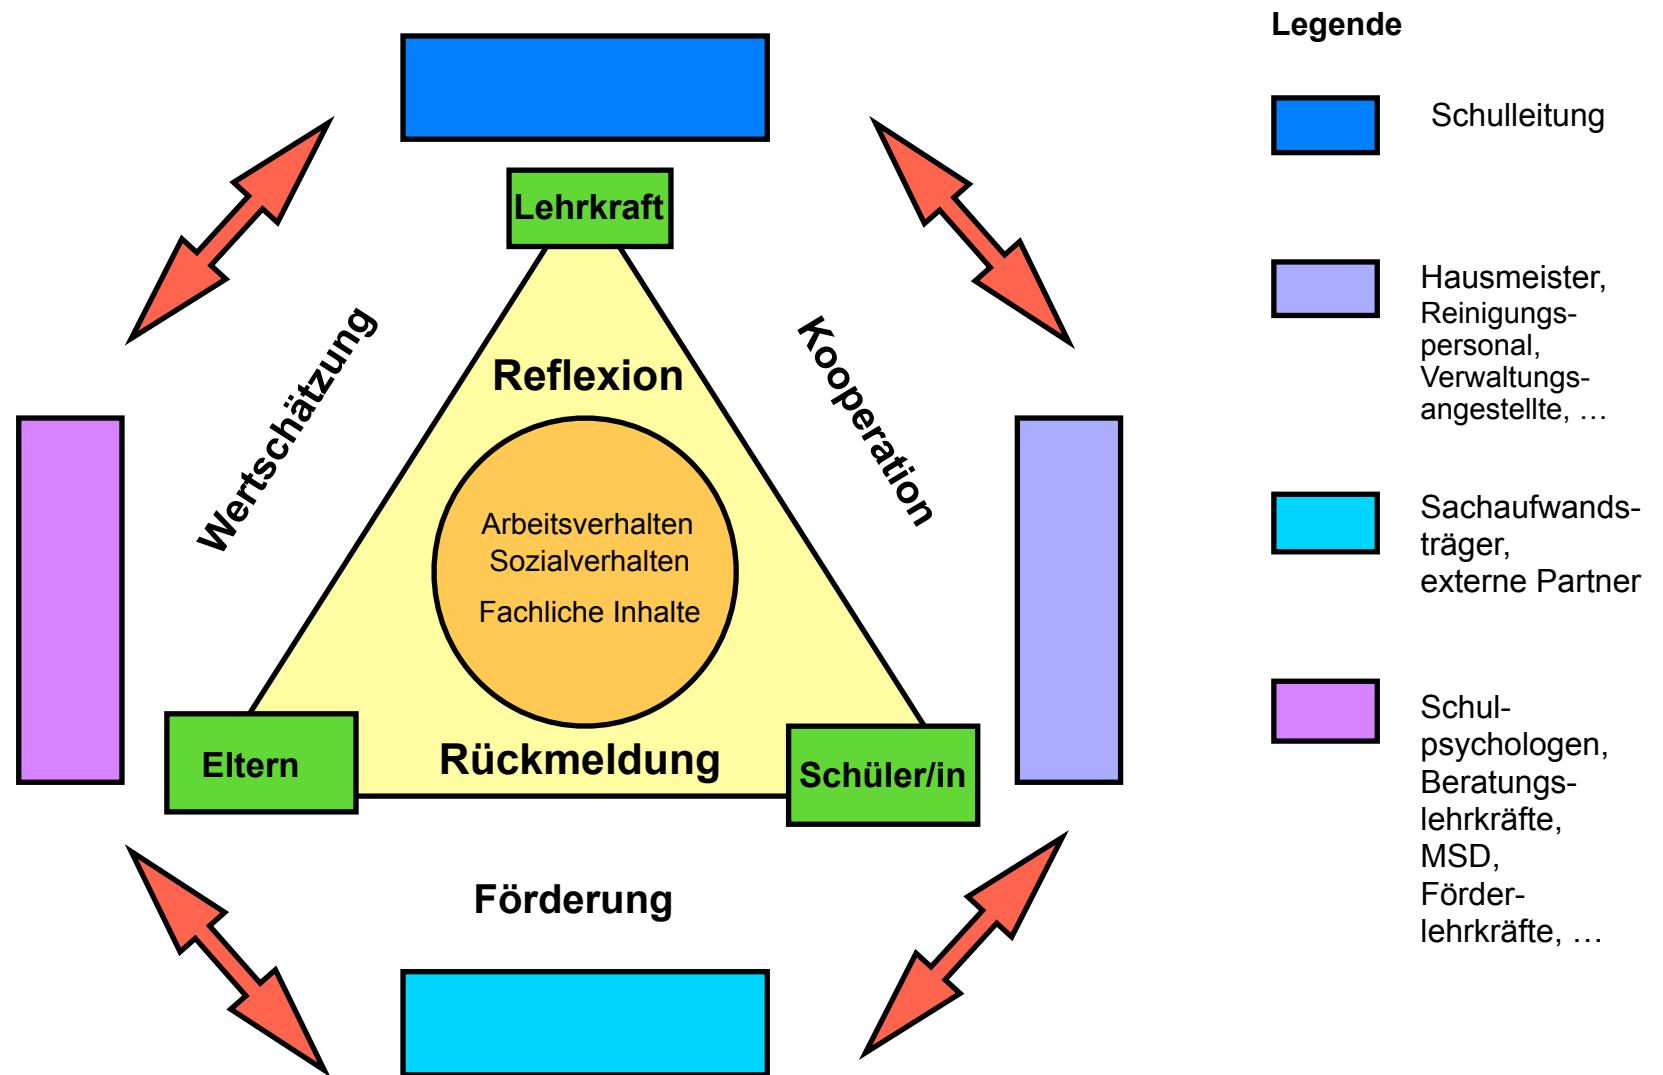 Legende
Schulleitung
Hausmeister,
Reinigungs-
personal,
Verwaltungs-
angestellte, …
Sachaufwands-
träger,
externe Partner
Schul-
psychologen,
Beratungs-
lehrkräfte,
MSD,
Förder-
lehrkräfte, …
Lehrkraft
Wertschätzung
Kooperation
Reflexion
Arbeitsverhalten
Sozialverhalten
Fachliche Inhalte
Rückmeldung
Eltern
Schüler/in
Förderung